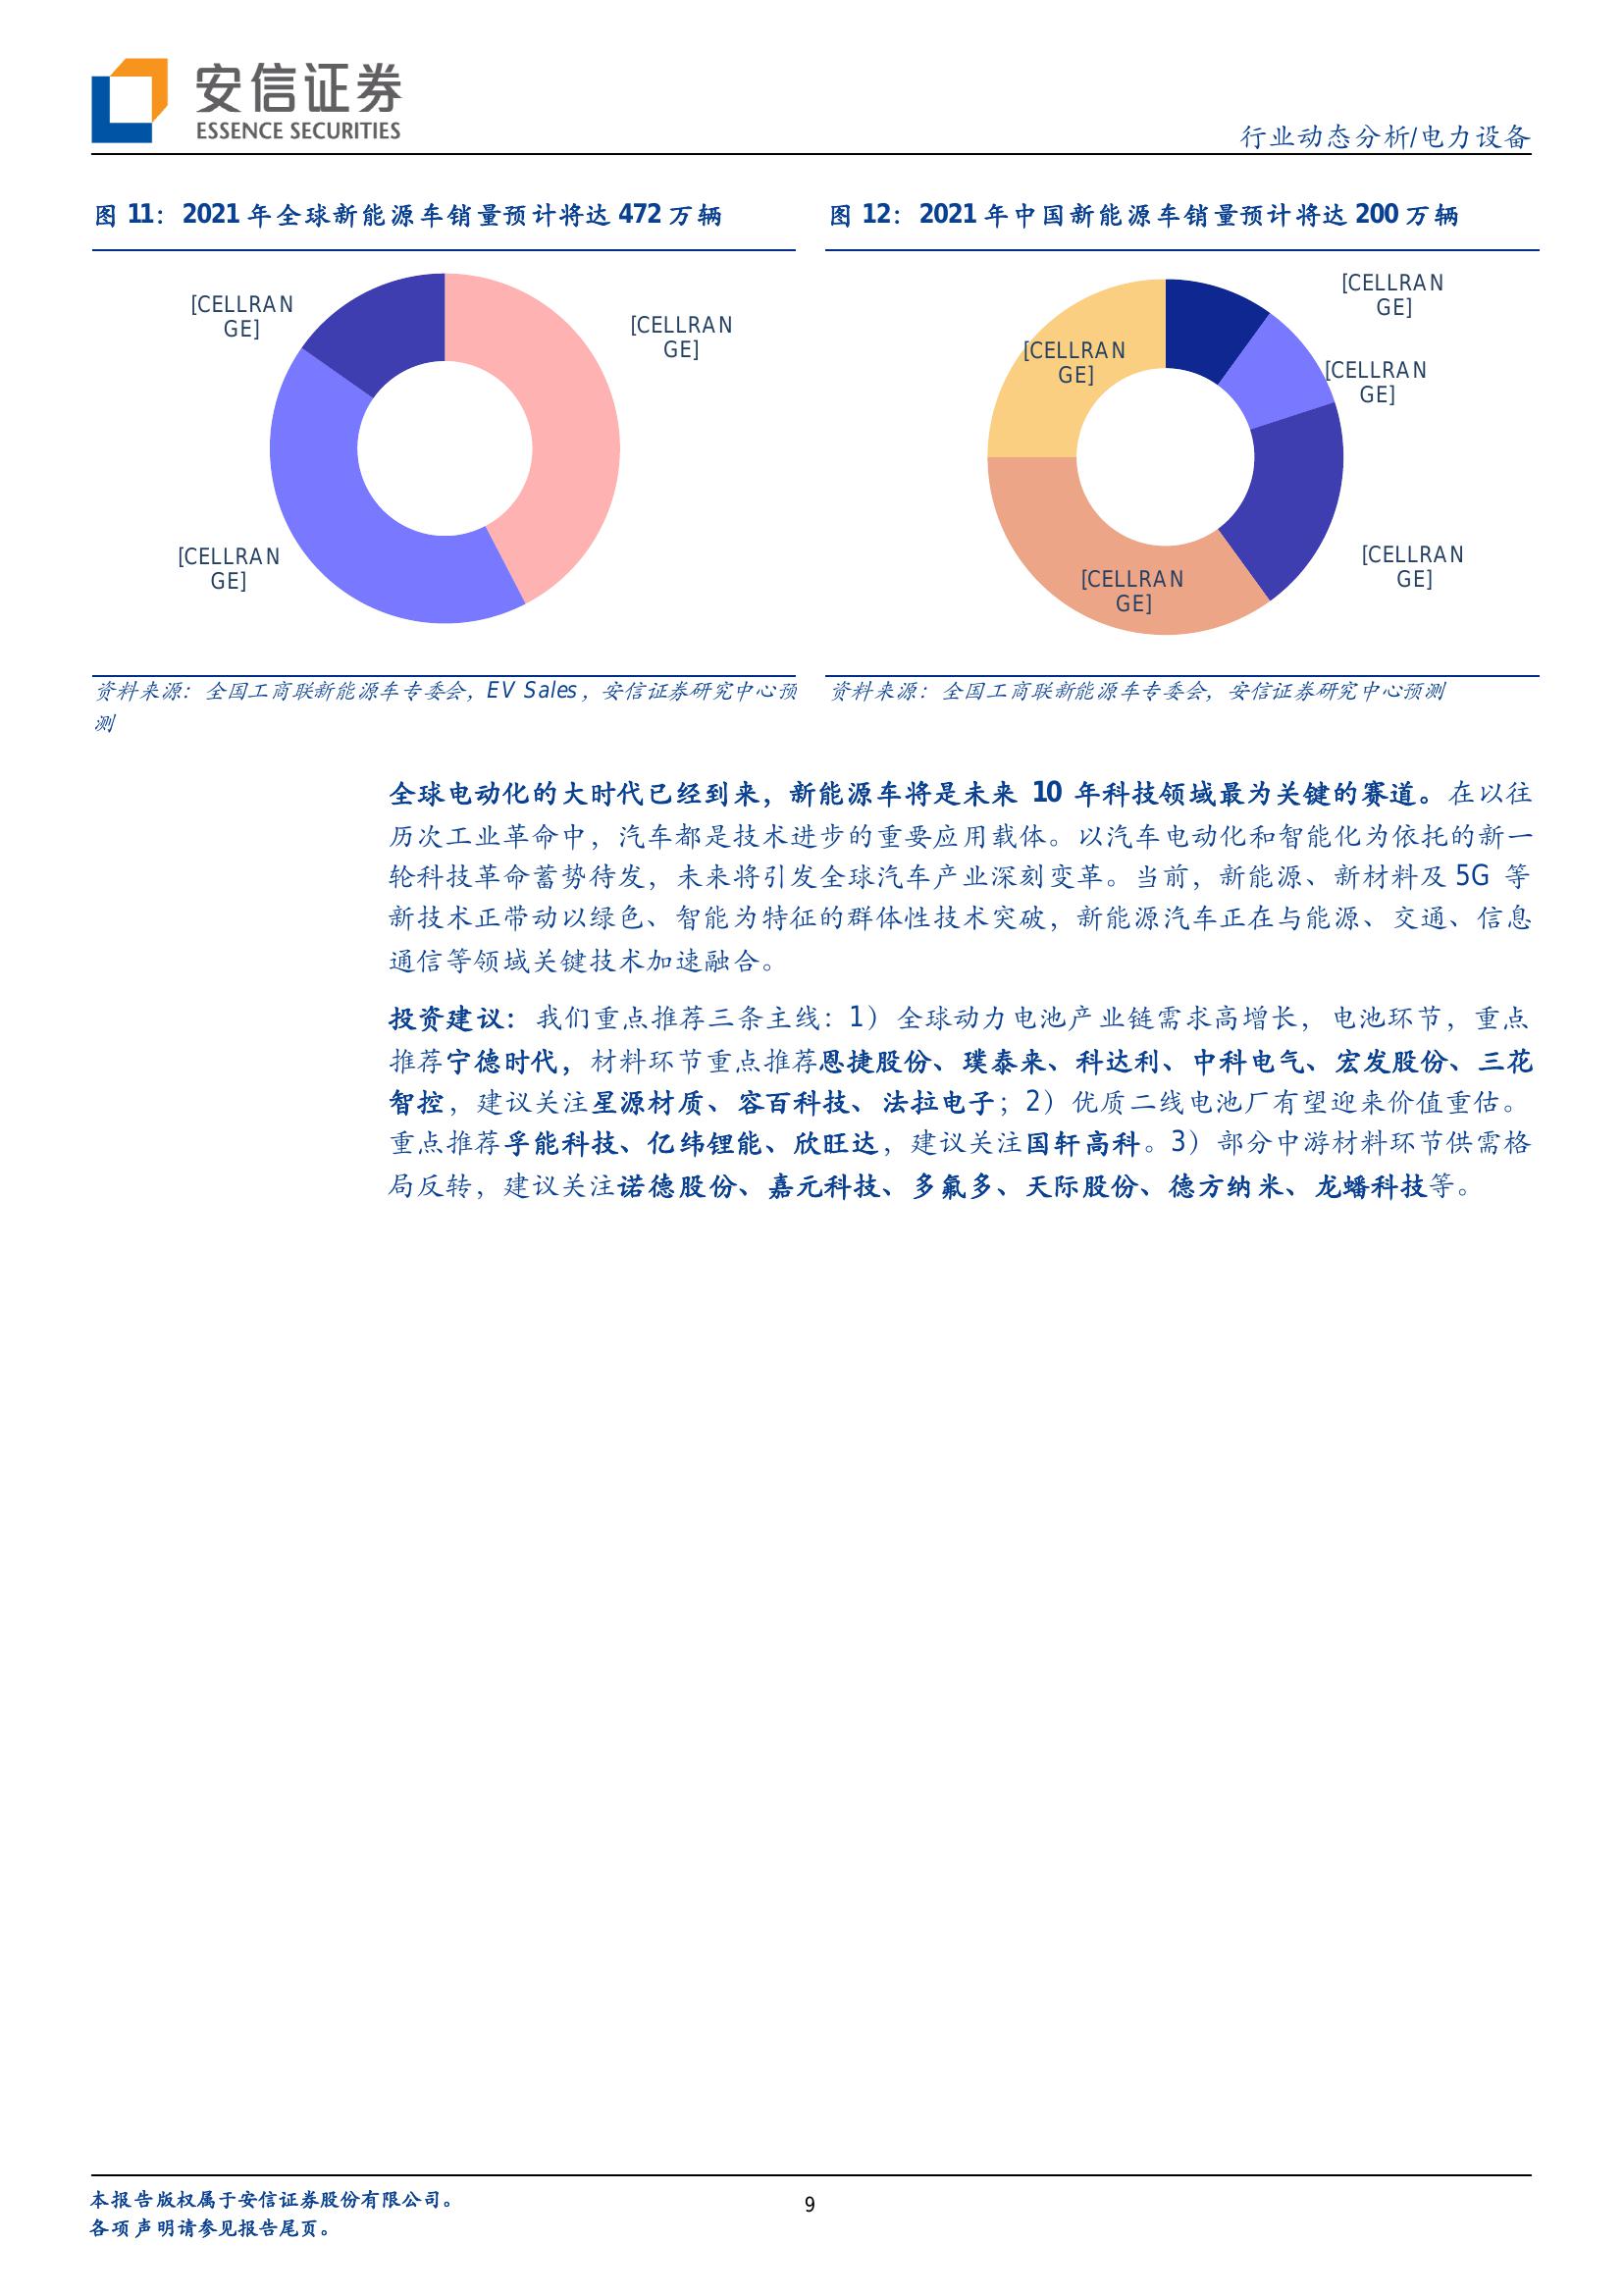 安信证券
ESSENCE SECURITIES
行业动态分析/电力设备
图 11：2021 年全球新能源车销量预计将达 472 万辆
[CELLRAN
GE]
[CELLRAN
GE]
[CELLRAN
GE]
资料来源：全国工商联新能源车专委会，EV Sales，安信证券研究中心预
测
图 12：2021 年中国新能源车销量预计将达 200 万辆
[CELLRAN
GE]
[CELLRAN
GE]
[CELLRAN
GE]
[CELLRAN
GE]
[CELLRAN
GE]
资料来源：全国工商联新能源车专委会，安信证券研究中心预测
全球电动化的大时代已经到来，新能源车将是未来 10 年科技领域最为关键的赛道。在以往
历次工业革命中，汽车都是技术进步的重要应用载体。以汽车电动化和智能化为依托的新一
轮科技革命蓄势待发，未来将引发全球汽车产业深刻变革。当前，新能源、新材料及 5G 等
新技术正带动以绿色、智能为特征的群体性技术突破，新能源汽车正在与能源、交通、信息
通信等领域关键技术加速融合。
投资建议：我们重点推荐三条主线：1）全球动力电池产业链需求高增长，电池环节，重点
推荐宁德时代，材料环节重点推荐恩捷股份、璞泰来、科达利、中科电气、宏发股份、三花
智控，建议关注星源材质、容百科技、法拉电子；2）优质二线电池厂有望迎来价值重估。
重点推荐孚能科技、亿纬锂能、欣旺达，建议关注国轩高科。3）部分中游材料环节供需格
局反转，建议关注诺德股份、嘉元科技、多氟多、天际股份、德方纳米、龙蟠科技等。
本报告版权属于安信证券股份有限公司。
各项声明请参见报告尾页。
9